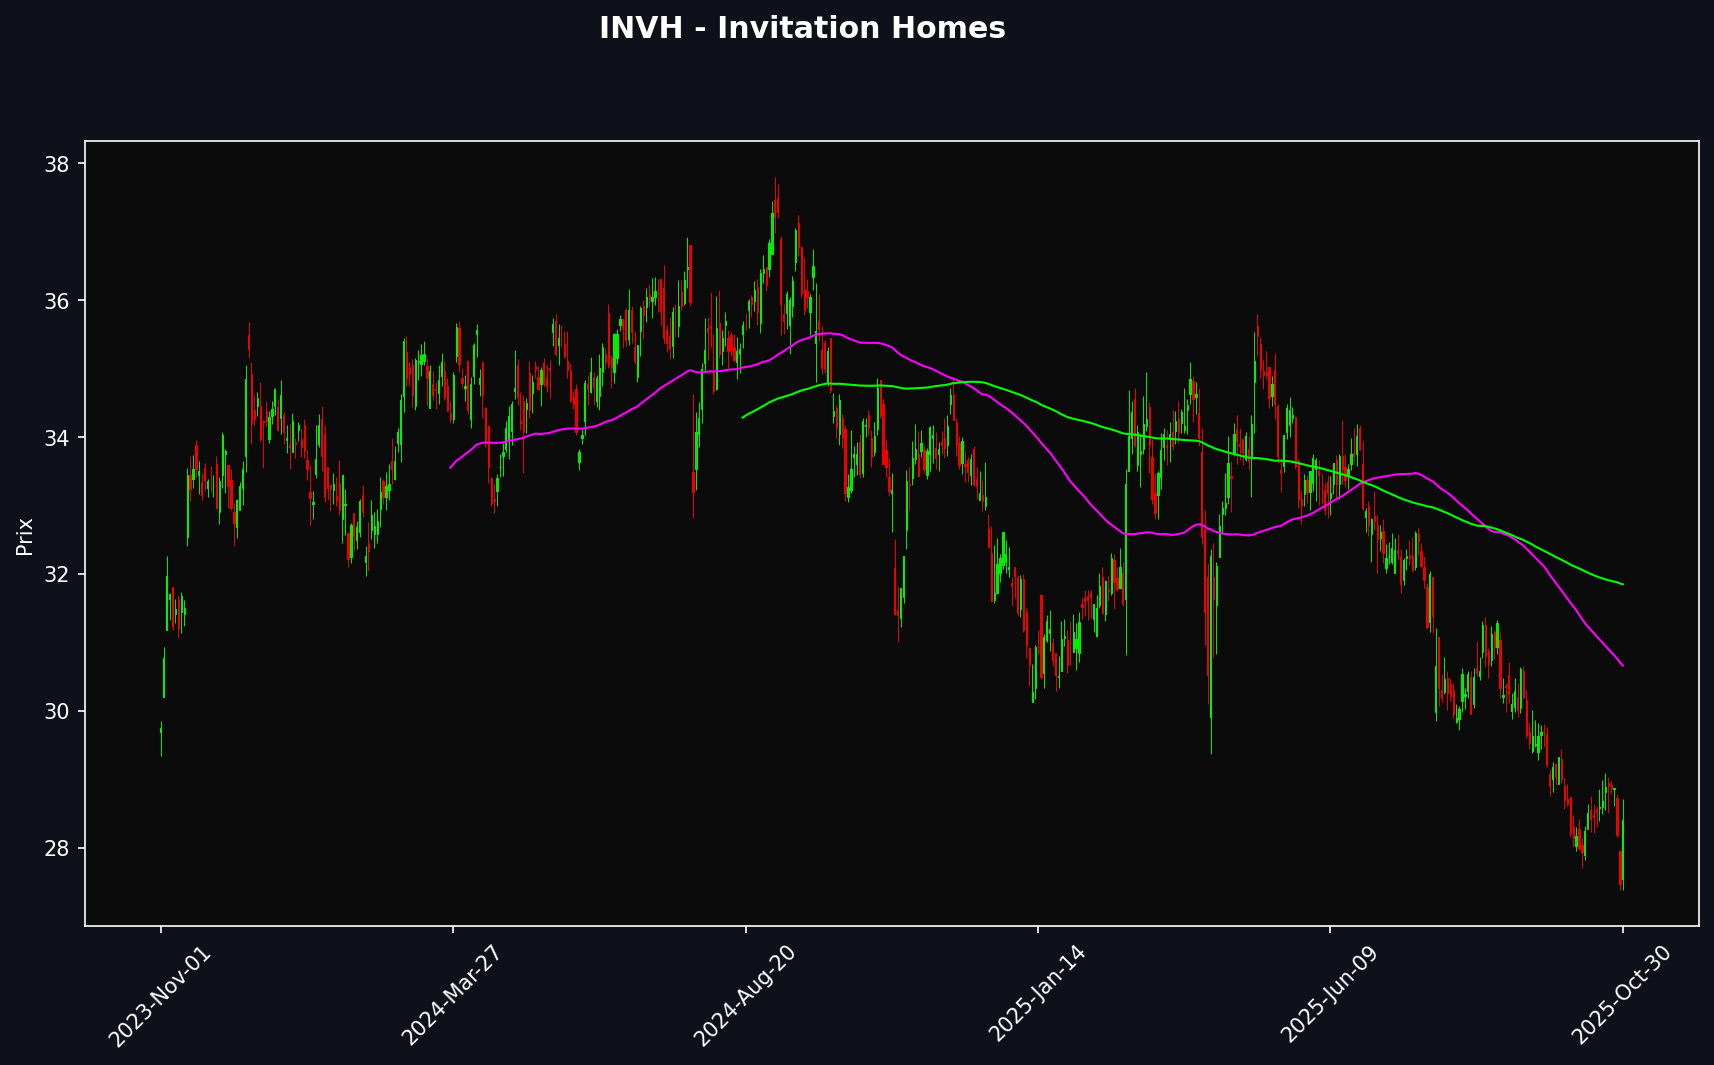 INVH - Invitation Homes
Prix
38
36
34
32
30
28
2023-Nov-01
2024-Mar-27
2024-Aug-20
2025-Jan-14
2025-Jun-09
2025-Oct-30